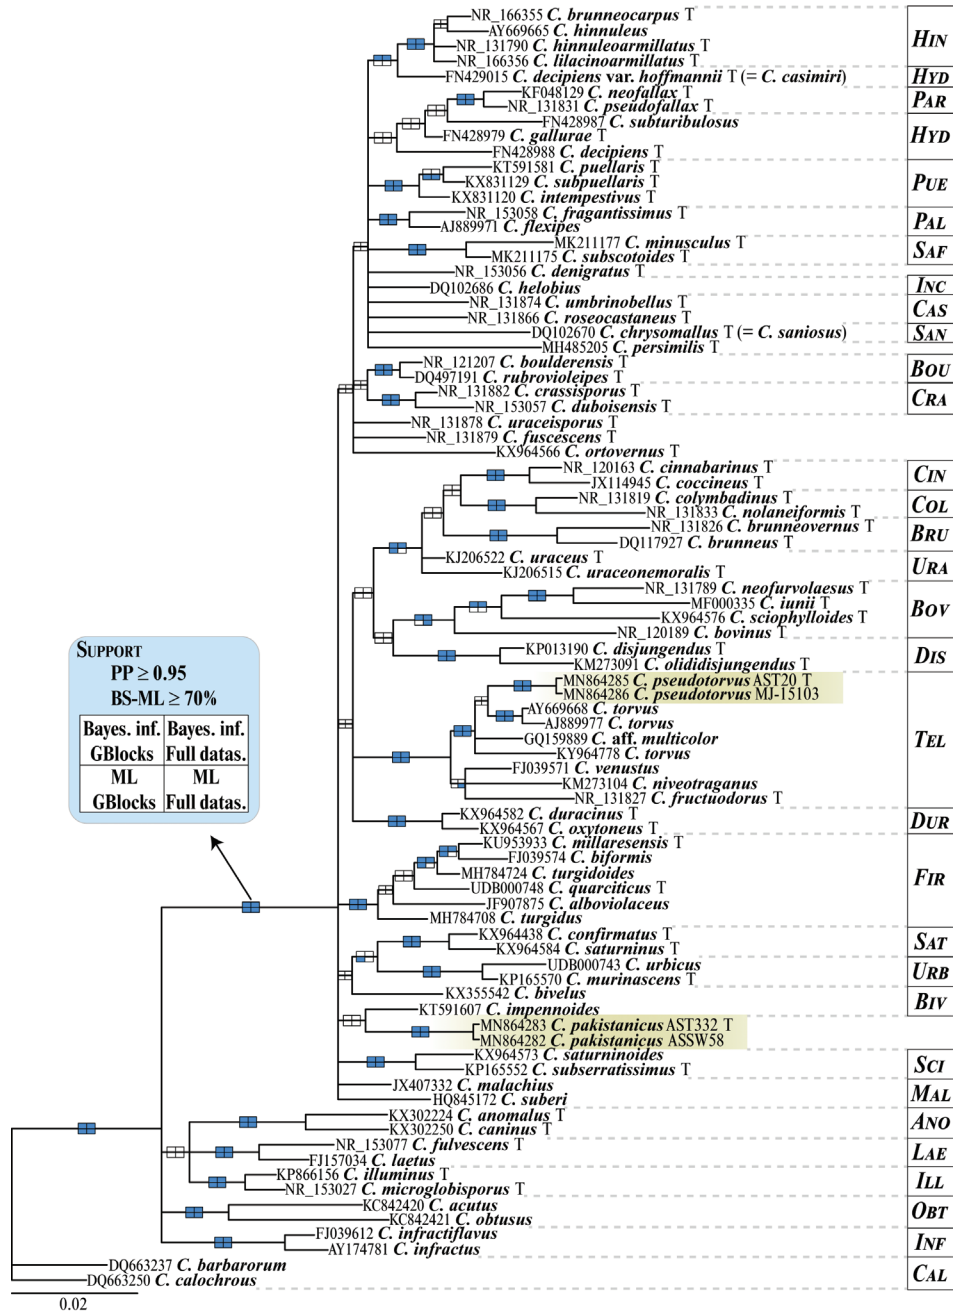 NR_166355 C. brunneocarpus T
AY669665 C. hinnuleus
NR_131790 C. hinnuleoarmillatus T
NR_166356 C. lilacinoarmillatus T
HIN
FN429015 C. decipiens var. hoffmannii T (= C. casimiri)
HYD
KF048129 C. neofallax T
NR_131831 C. pseudofallax T
PAR
FN428987 C. subturibulosus
FN428979 C. gallurae T
FN428988 C. decipiens T
HYD
KT591581 C. puellaris T
KX831129 C. subpuellaris T
KX831120 C. intempestivus T
PUE
NR_153058 C. fragantissimus T
AJ889971 C. flexipes
PAL
MK211177 C. minusculus T
MK211175 C. subscotoides T
SAF
NR_153056 C. denigratus T
DQ102686 C. helobius
INC
NR_131874 C. umbrinobellus T
NR_131866 C. roseocastaneus T
CAS
DQ102670 C. chrysomallus T (= C. saniosus)
SAN
MH485205 C. persimilis T
NR_121207 C. boulderensis T
DQ497191 C. rubrovioleipes T
BOU
NR_131882 C. crassisporus T
NR_153057 C. duboisensis T
CRA
NR_131878 C. uraceisporus T
NR_131879 C. fuscescens T
KX964566 C. ortovernus T
NR_120163 C. cinnabarinus T
JX114945 C. coccineus T
CIN
NR_131819 C. colymbadinus T
NR_131833 C. nolaneiformis T
COL
NR_131826 C. brunneovernus T
DQ117927 C. brunneus T
BRU
KJ206522 C. uraceus T
KJ206515 C. uraceonemoralis T
URA
NR_131789 C. neofurvolaesus T
MF000335 C. iunii T
KX964576 C. sciophylloides T
NR_120189 C. bovinus T
BOV
KP013190 C. disjungendus T
KM273091 C. olididisjungendus T
DIS
MN864285 C. pseudotorvus AST20 T
MN864286 C. pseudotorvus MJ-15103
AY669668 C. torvus
AJ889977 C. torvus
GQ159889 C. aff. multicolor
KY964778 C. torvus
FJ039571 C. venustus
KM273104 C. niveotraganus T
NR_131827 C. fructuodorus T
TEL
KX964582 C. duracinus T
KX964567 C. oxytoneus T
DUR
KU953933 C. millaresensis T
FJ039574 C. biformis
MH784724 C. turgidoides
UDB000748 C. quarciticus T
JF907875 C. alboviolaceus
MH784708 C. turgidus
FIR
KX964438 C. confirmatus T
KX964584 C. saturninus T
SAT
UDB000743 C. urbicus
KP165570 C. murinascens T
URB
KX355542 C. bivelus
BIV
KT591607 C. impennoides
MN864283 C. pakistanicus AST332 T
MN864282 C. pakistanicus ASSW58
KX964573 C. saturninoides
KP165552 C. subserratissimus T
SCI
JX407332 C. malachius
HQ845172 C. suberi
MAL
KX302224 C. anomalus T
KX302250 C. caninus T
ANO
NR_153077 C. fulvescens T
FJ157034 C. laetus
LAE
KP866156 C. illuminus T
NR_153027 C. microglobisporus T
ILL
KC842420 C. acutus
KC842421 C. obtusus
OBT
FJ039612 C. infractiflavus
AY174781 C. infractus
INF
DQ663237 C. barbarorum
DQ663250 C. calochrous
CAL
0.02
SUPPORT
PP ≥ 0.95
BS-ML ≥ 70%
Bayes. inf. Bayes. inf.
GBlocks Full datas.
ML ML
GBlocks Full datas.